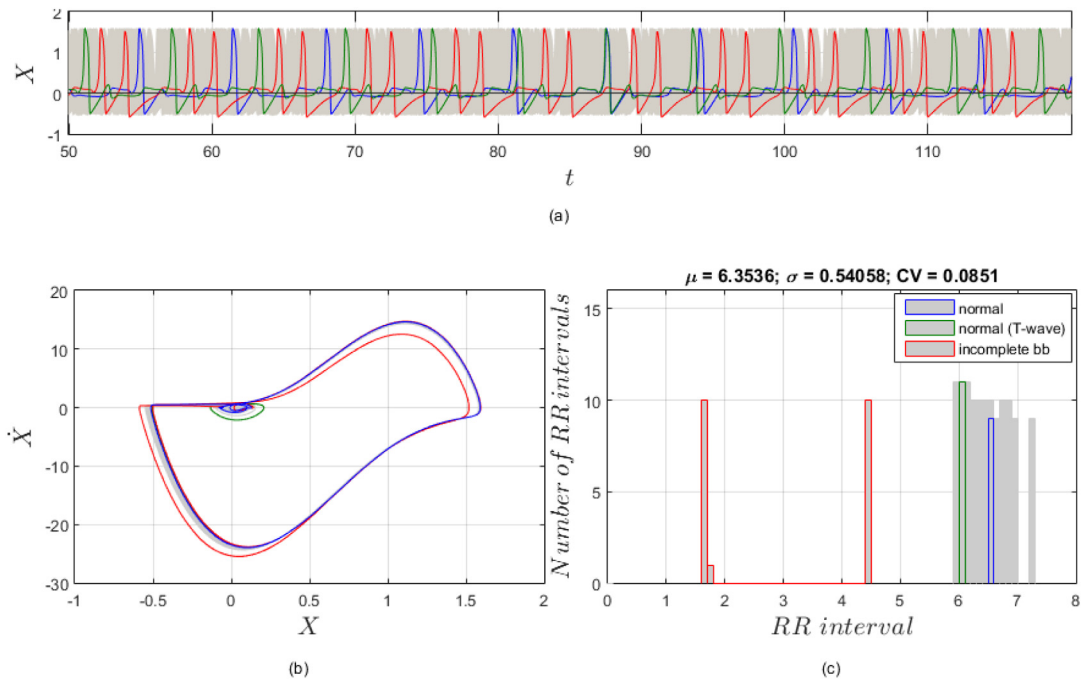 2
1
0
-1
X
50 60 70 80 90 100 110
t
(a)
20
10
0
-10
-20
-30
Ẋ
-1 -0.5 0 0.5 1 1.5 2
X
(b)
μ = 6.3536; σ = 0.54058; CV = 0.0851
15
10
5
0
Number of RR intervals
normal
normal (T-wave)
incomplete bb
0 1 2 3 4 5 6 7 8
RR interval
(c)